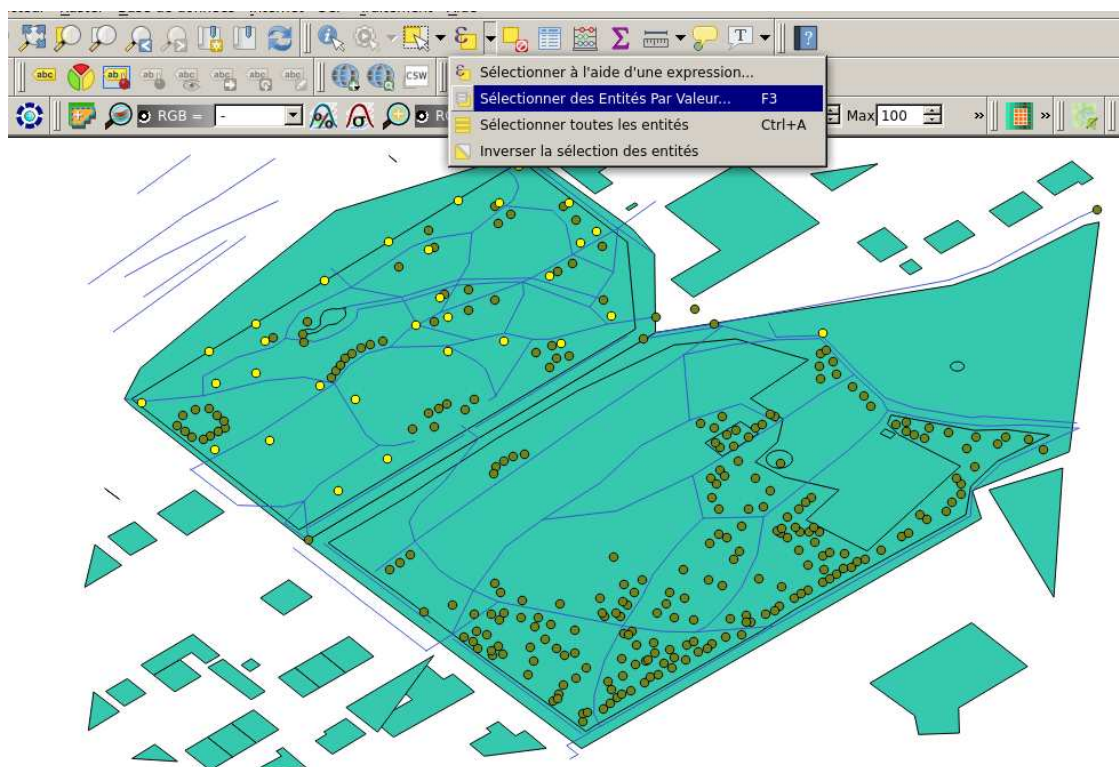 abc
CSW
Sélectionner à l'aide d'une expression...
Sélectionner des Entités Par Valeur... F3
Sélectionner toutes les entités Ctrl+A
Inverser la sélection des entités
RGB = -
Max 100